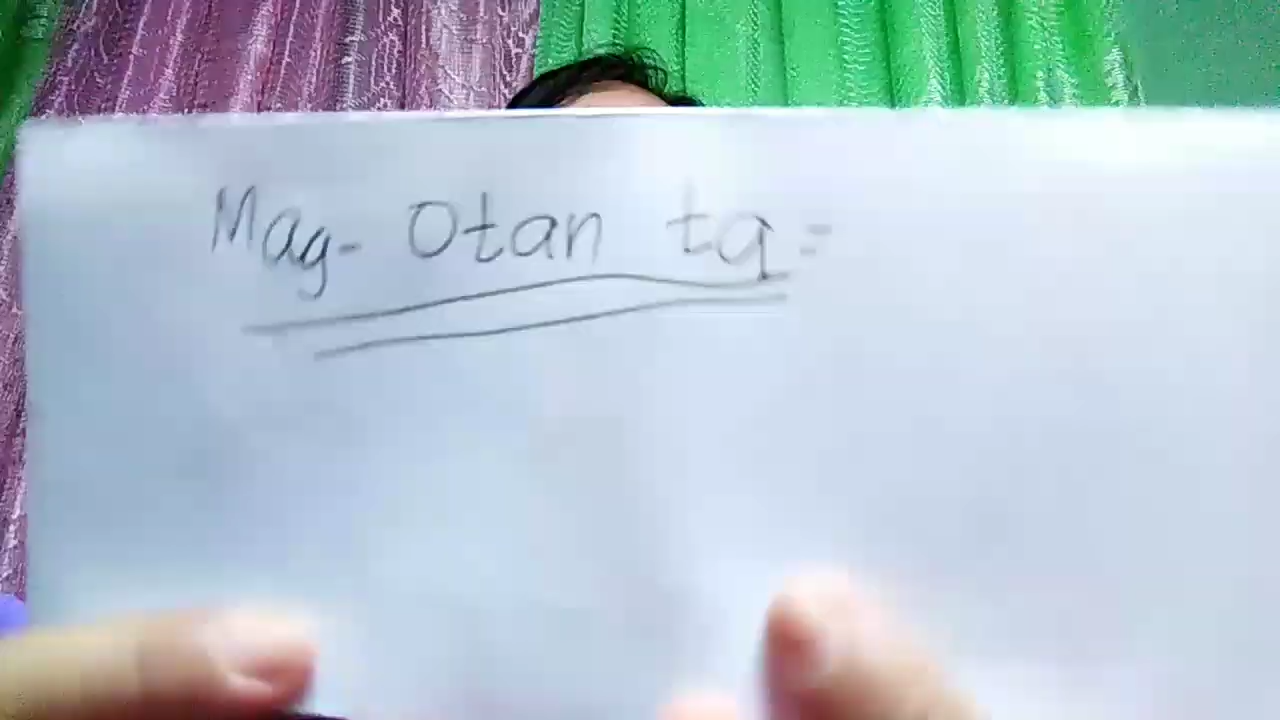 Mag- Otan ta =